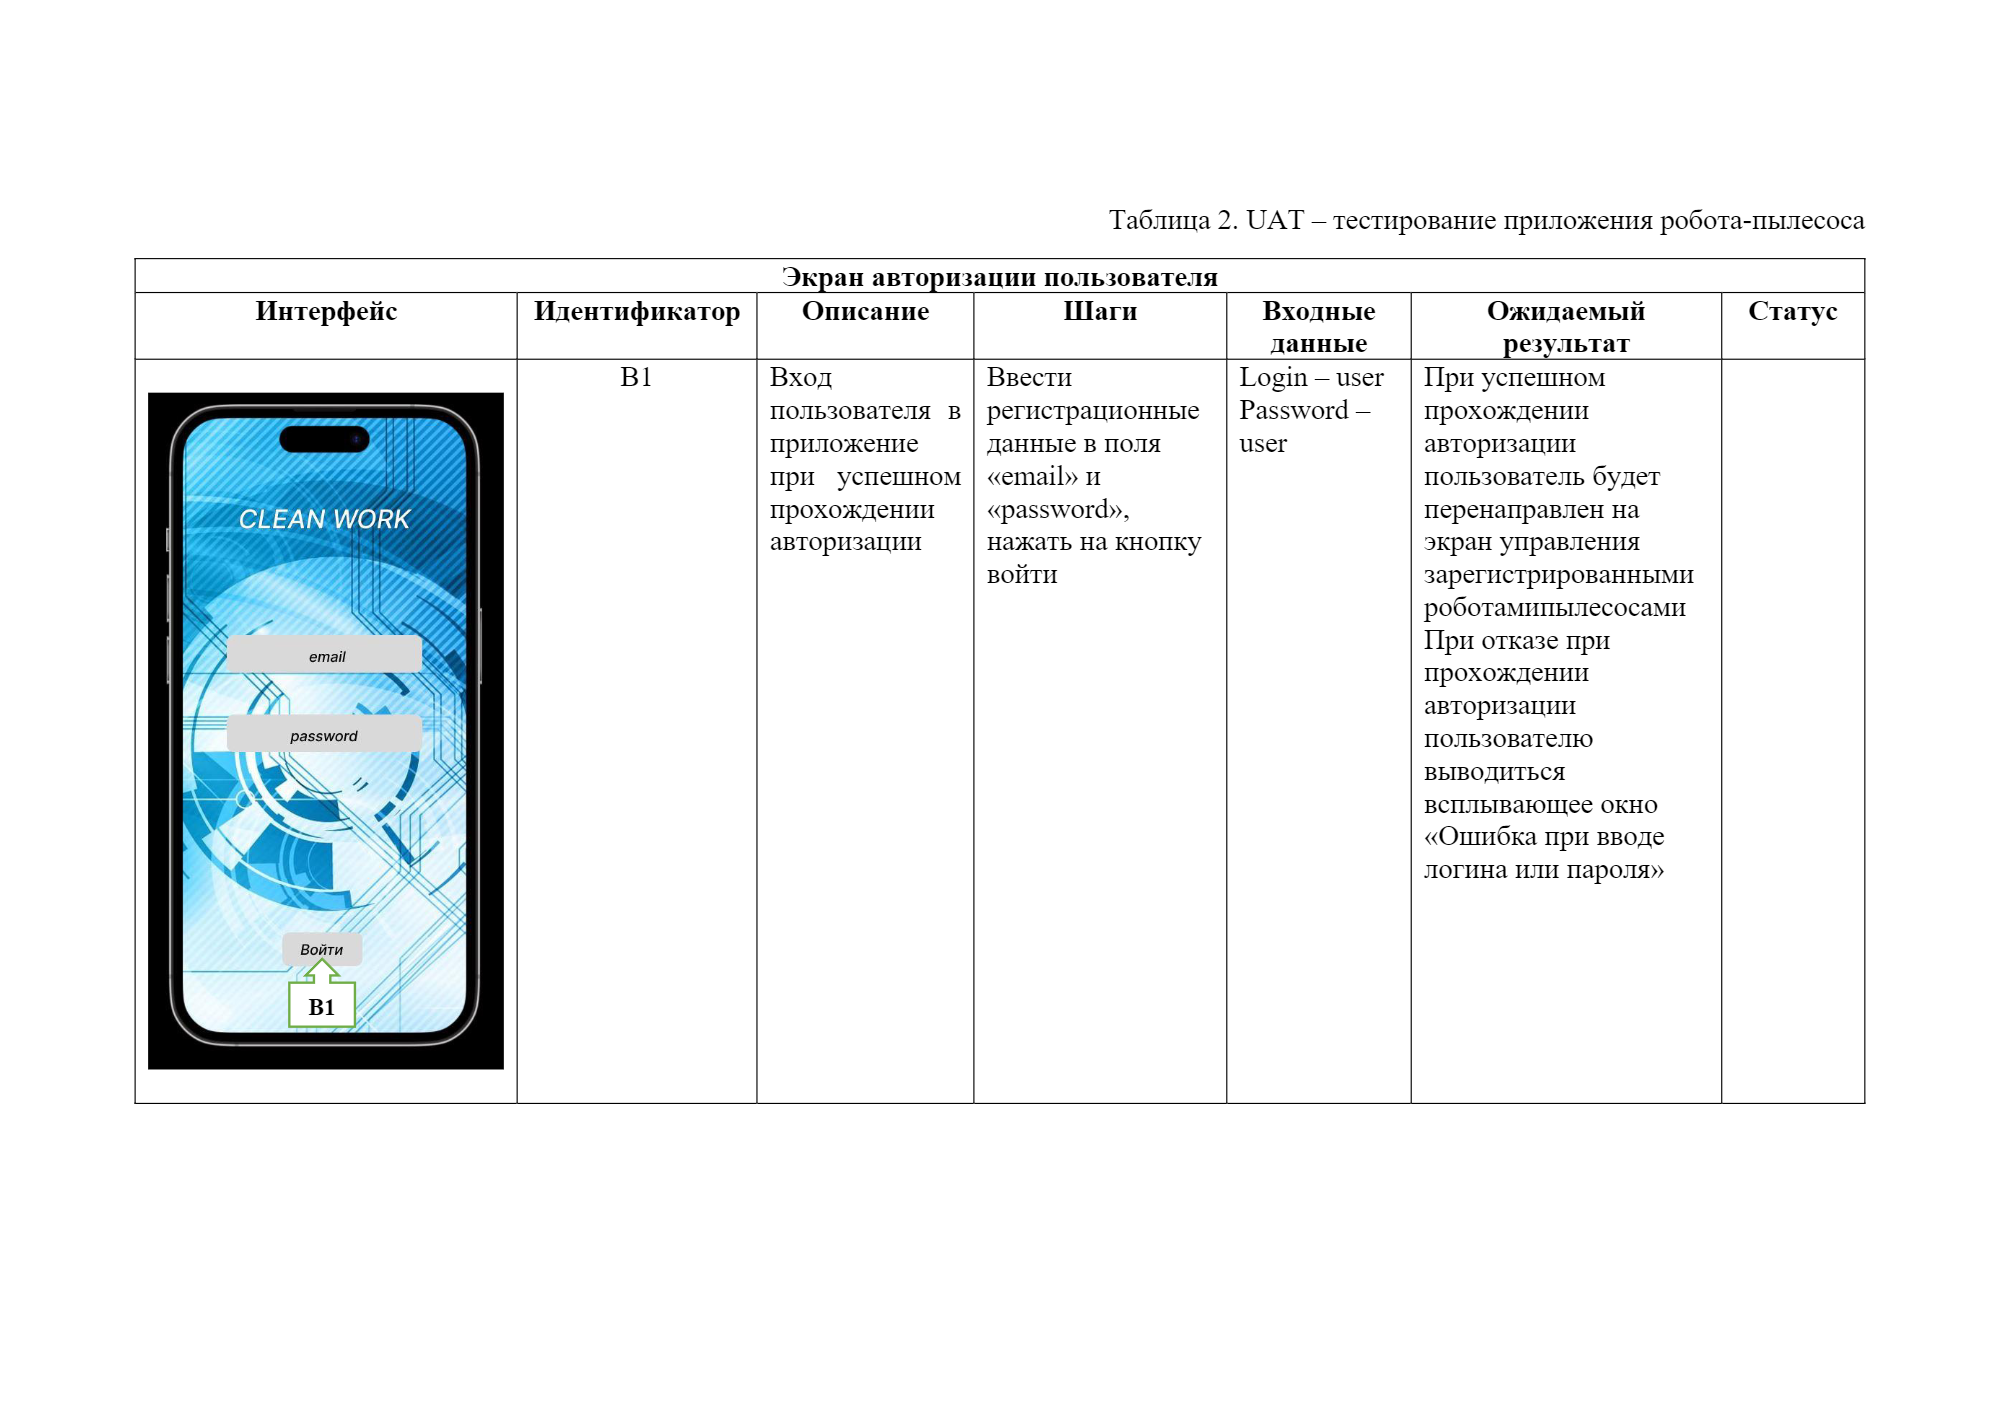 Таблица 2. UAT – тестирование приложения робота-пылесоса
Экран авторизации пользователя
Интерфейс
Идентификатор
Описание
Шаги
Входные
данные
Ожидаемый
результат
Статус
CLEAN WORK
email
password
Войти
B1
B1
Вход
пользователя в
приложение
при успешном
прохождении
авторизации
Ввести
регистрационные
данные в поля
«email» и
«password»,
нажать на кнопку
войти
Login – user
Password –
user
При успешном
прохождении
авторизации
пользователь будет
перенаправлен на
экран управления
зарегистрированными
роботамипылесосами
При отказе при
прохождении
авторизации
пользователю
выводиться
всплывающее окно
«Ошибка при вводе
логина или пароля»